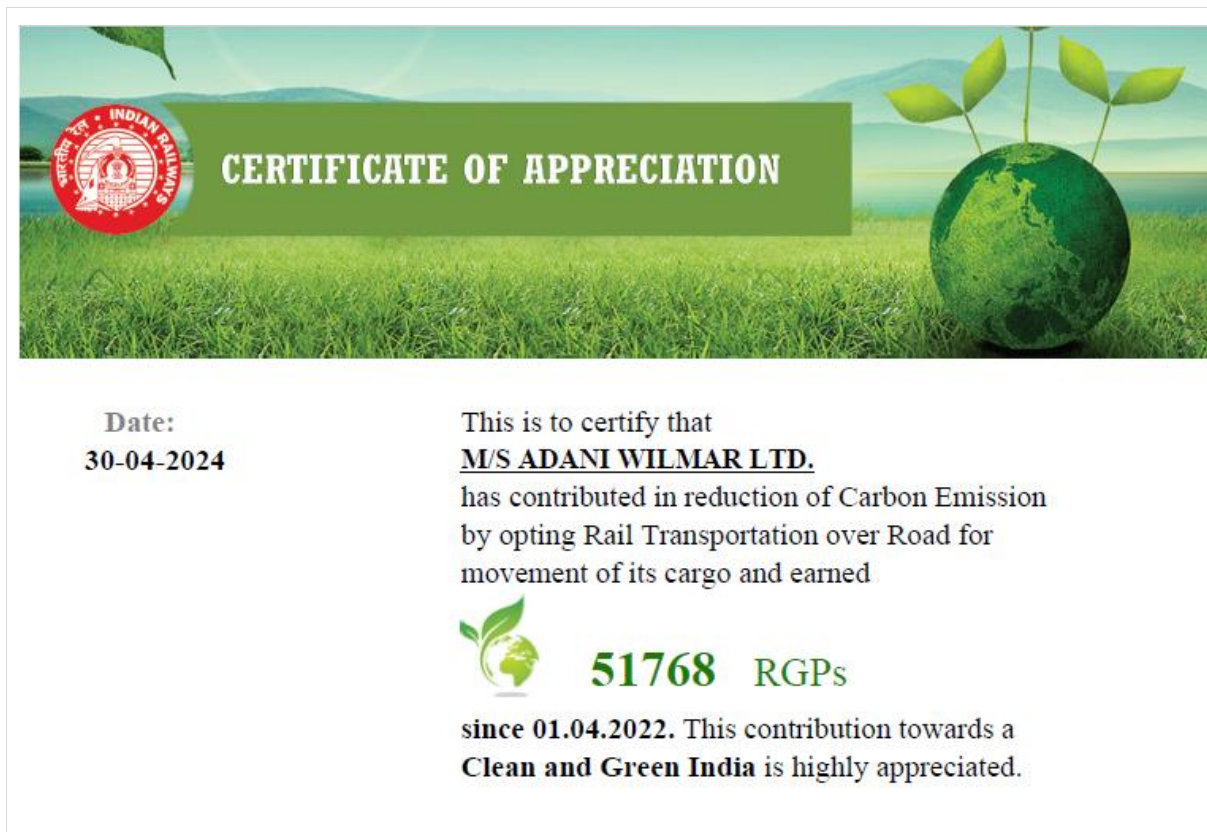 भारतीय रेल • INDIAN RAILWAYS
CERTIFICATE OF APPRECIATION
Date:
30-04-2024
This is to certify that
M/S ADANI WILMAR LTD.
has contributed in reduction of Carbon Emission
by opting Rail Transportation over Road for
movement of its cargo and earned
51768 RGPs
since 01.04.2022. This contribution towards a
Clean and Green India is highly appreciated.